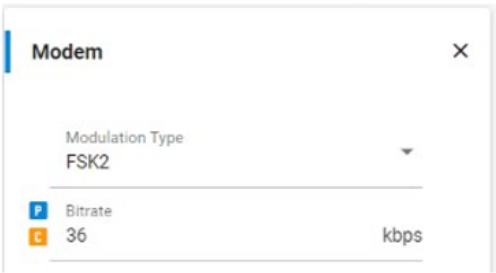 Modem
Modulation Type
FSK2
P Bitrate
C 36 kbps